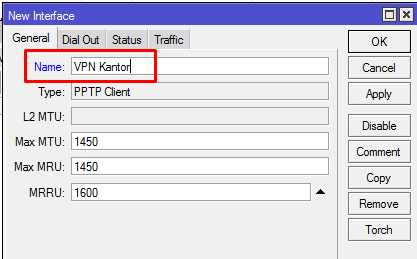 New Interface
General Dial Out Status Traffic
Name: VPN Kantor
Type: PPTP Client
L2 MTU:
Max MTU: 1450
Max MRU: 1450
MRRU: 1600
OK
Cancel
Apply
Disable
Comment
Copy
Remove
Torch